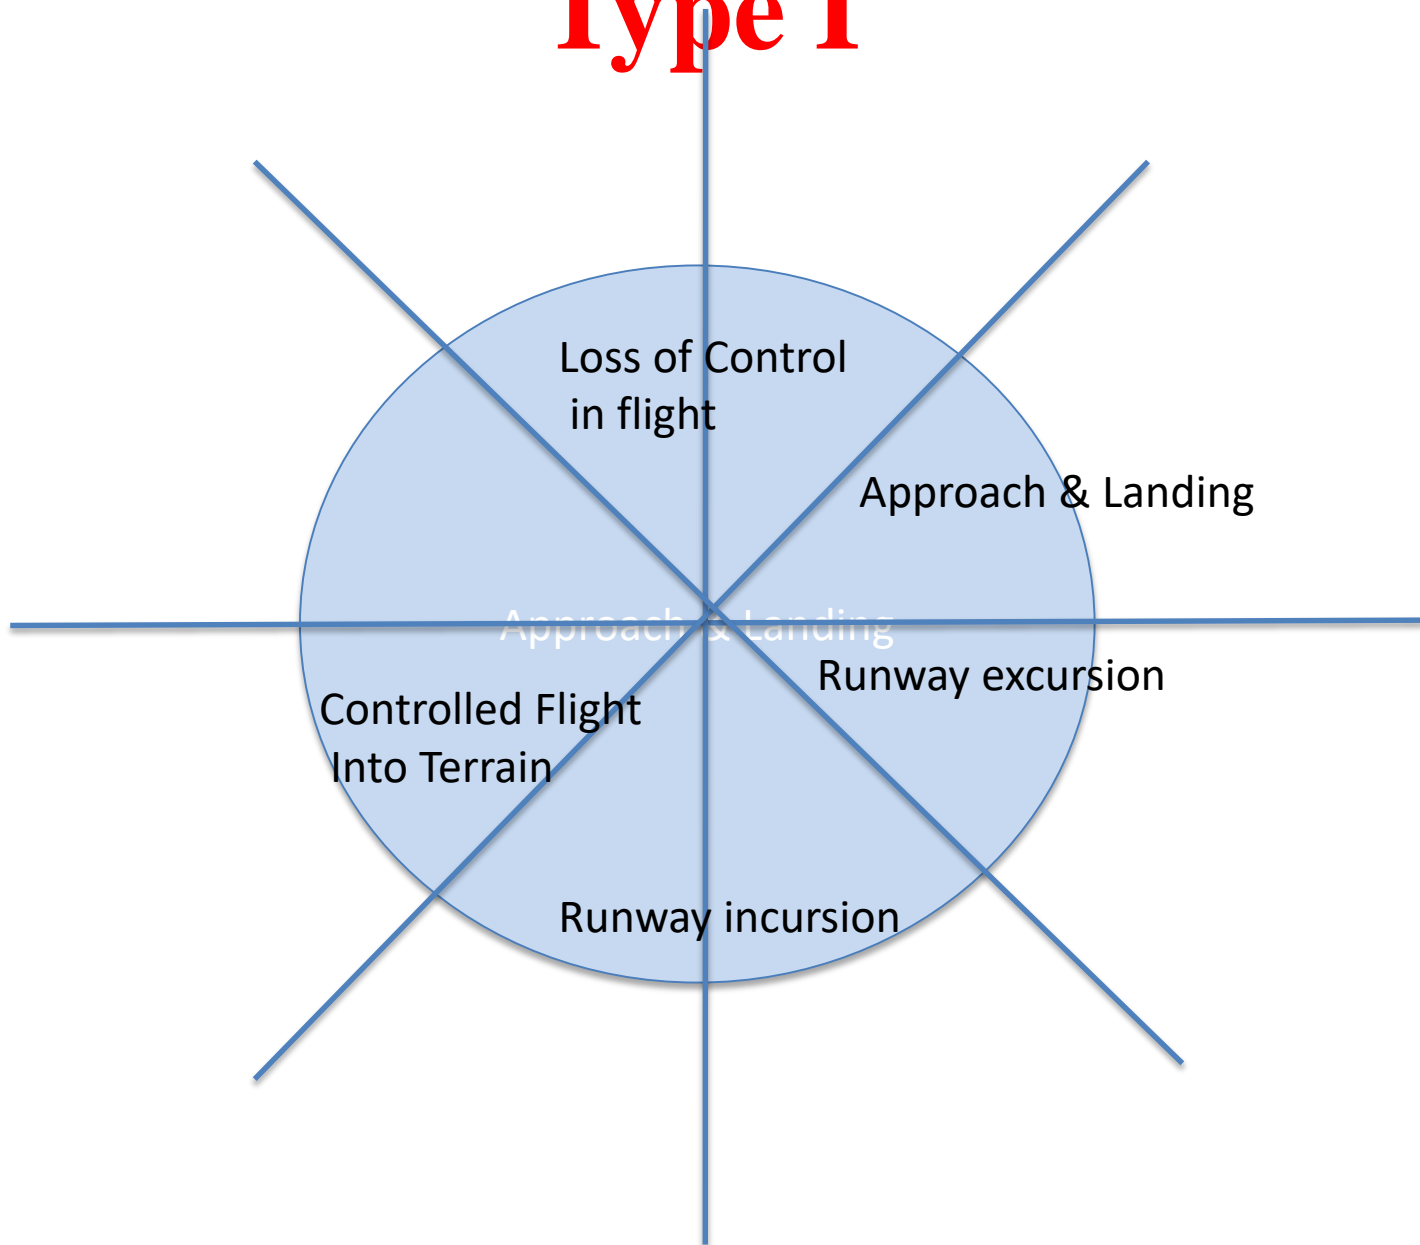 Type I
Loss of Control
in flight
Approach & Landing
Approach & Landing
Runway excursion
Controlled Flight
Into Terrain
Runway incursion